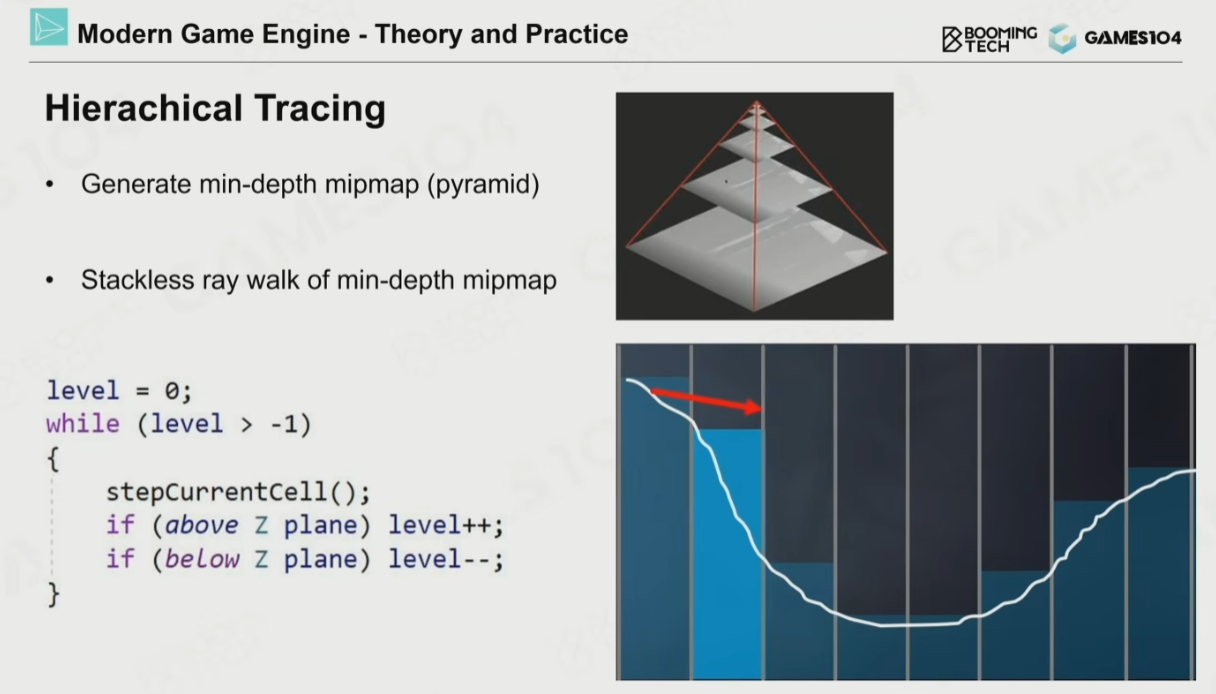 Modern Game Engine - Theory and Practice
BOOMING
TECH
GAMES104
Hierachical Tracing
• Generate min-depth mipmap (pyramid)
• Stackless ray walk of min-depth mipmap
level = 0;
while (level > -1)
{
stepCurrentCell();
if (above Z plane) level++;
if (below Z plane) level--;
}